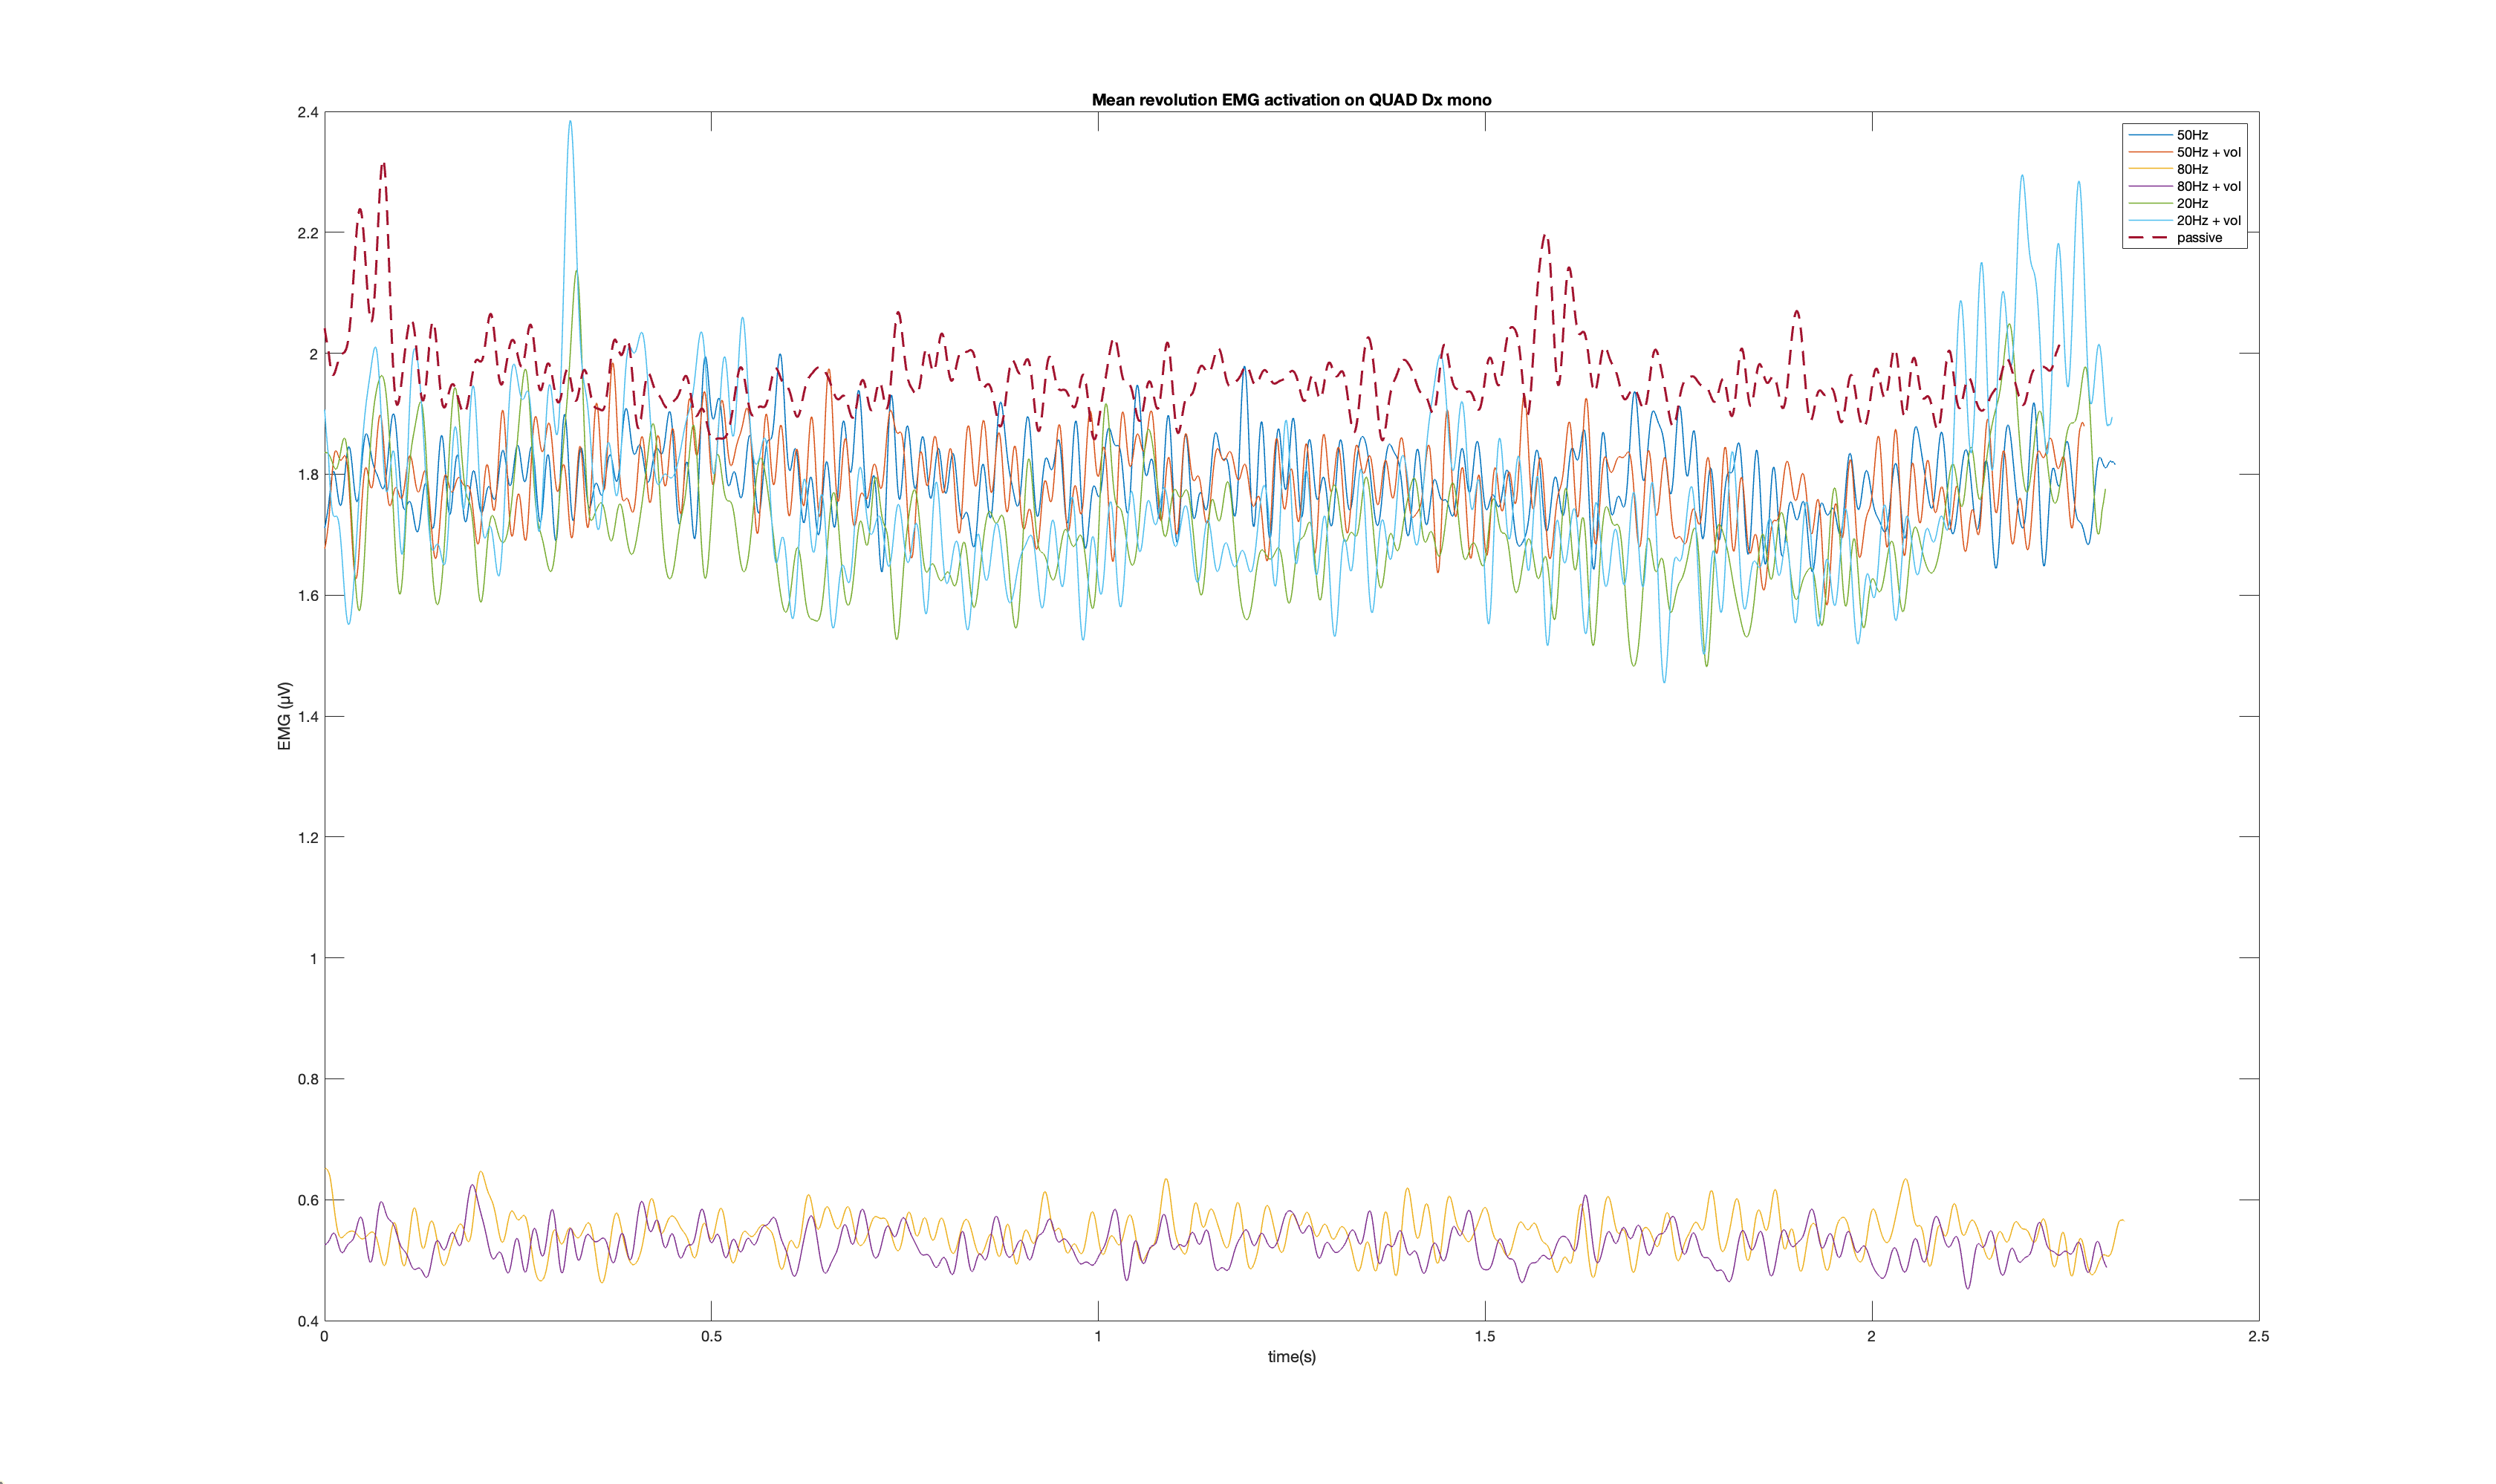 Mean revolution EMG activation on QUAD Dx mono
2.4
2.2
2
1.8
1.6
1.4
1.2
1
0.8
0.6
0.4
EMG (μV)
50Hz
50Hz + vol
80Hz
80Hz + vol
20Hz
20Hz + vol
passive
0
0.5
1
1.5
2
2.5
time(s)